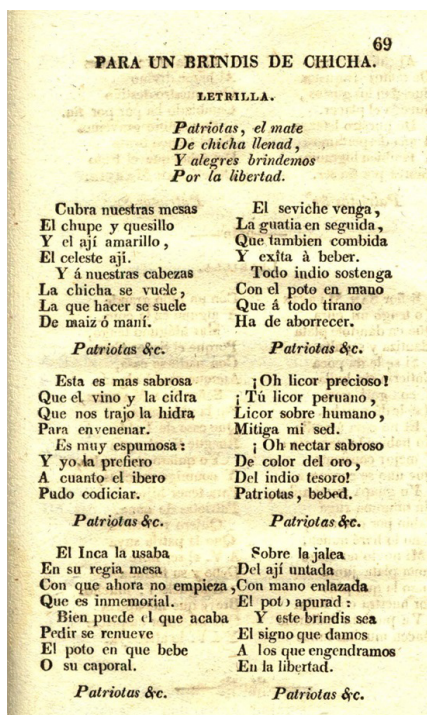 69
PARA UN BRINDIS DE CHICHA.
LETRILLA.
Patriotas, el mate
De chicha llenad,
Y alegres brindemos
Por la libertad.
Cubra nuestras mesas
El chupe y quesillo
Y el ají amarillo,
El celeste ají.
Y á nuestras cabezas
La chicha se vuele,
La que hacer se suele
De maiz ó maní.
Patriotas &c.
Esta es mas sabrosa
Que el vino y la cidra
Que nos trajo la hidra
Para envenenar.
Es muy espumosa:
Y yo la prefiero
A cuanto el ibero
Pudo codiciar.
Patriotas &c.
El Inca la usaba
En su regia mesa
Con que ahora no empieza,
Que es inmemorial.
Bien puede el que acaba
Pedir se renueve
El poto en que bebe
O su caporal.
Patriotas &c.
El seviche venga,
La guatia en seguida,
Que tambien combida
Y exíta à beber.
Todo indio sostenga
Con el poto en mano
Que á todo tirano
Ha de aborrecer.
Patriotas &c.
¡Oh licor precioso!
¡Tú licor peruano,
Licor sobre humano,
Mitiga mi sed.
¡Oh nectar sabroso
De color del oro,
Del indio tesoro!
Patriotas, bebed.
Patriotas &c.
Sobre la jalea
Del ají untada
Con mano enlazada
El poto apurad:
Y este brindis sea
El signo que damos
A los que engendramos
En la libertad.
Patriotas &c.